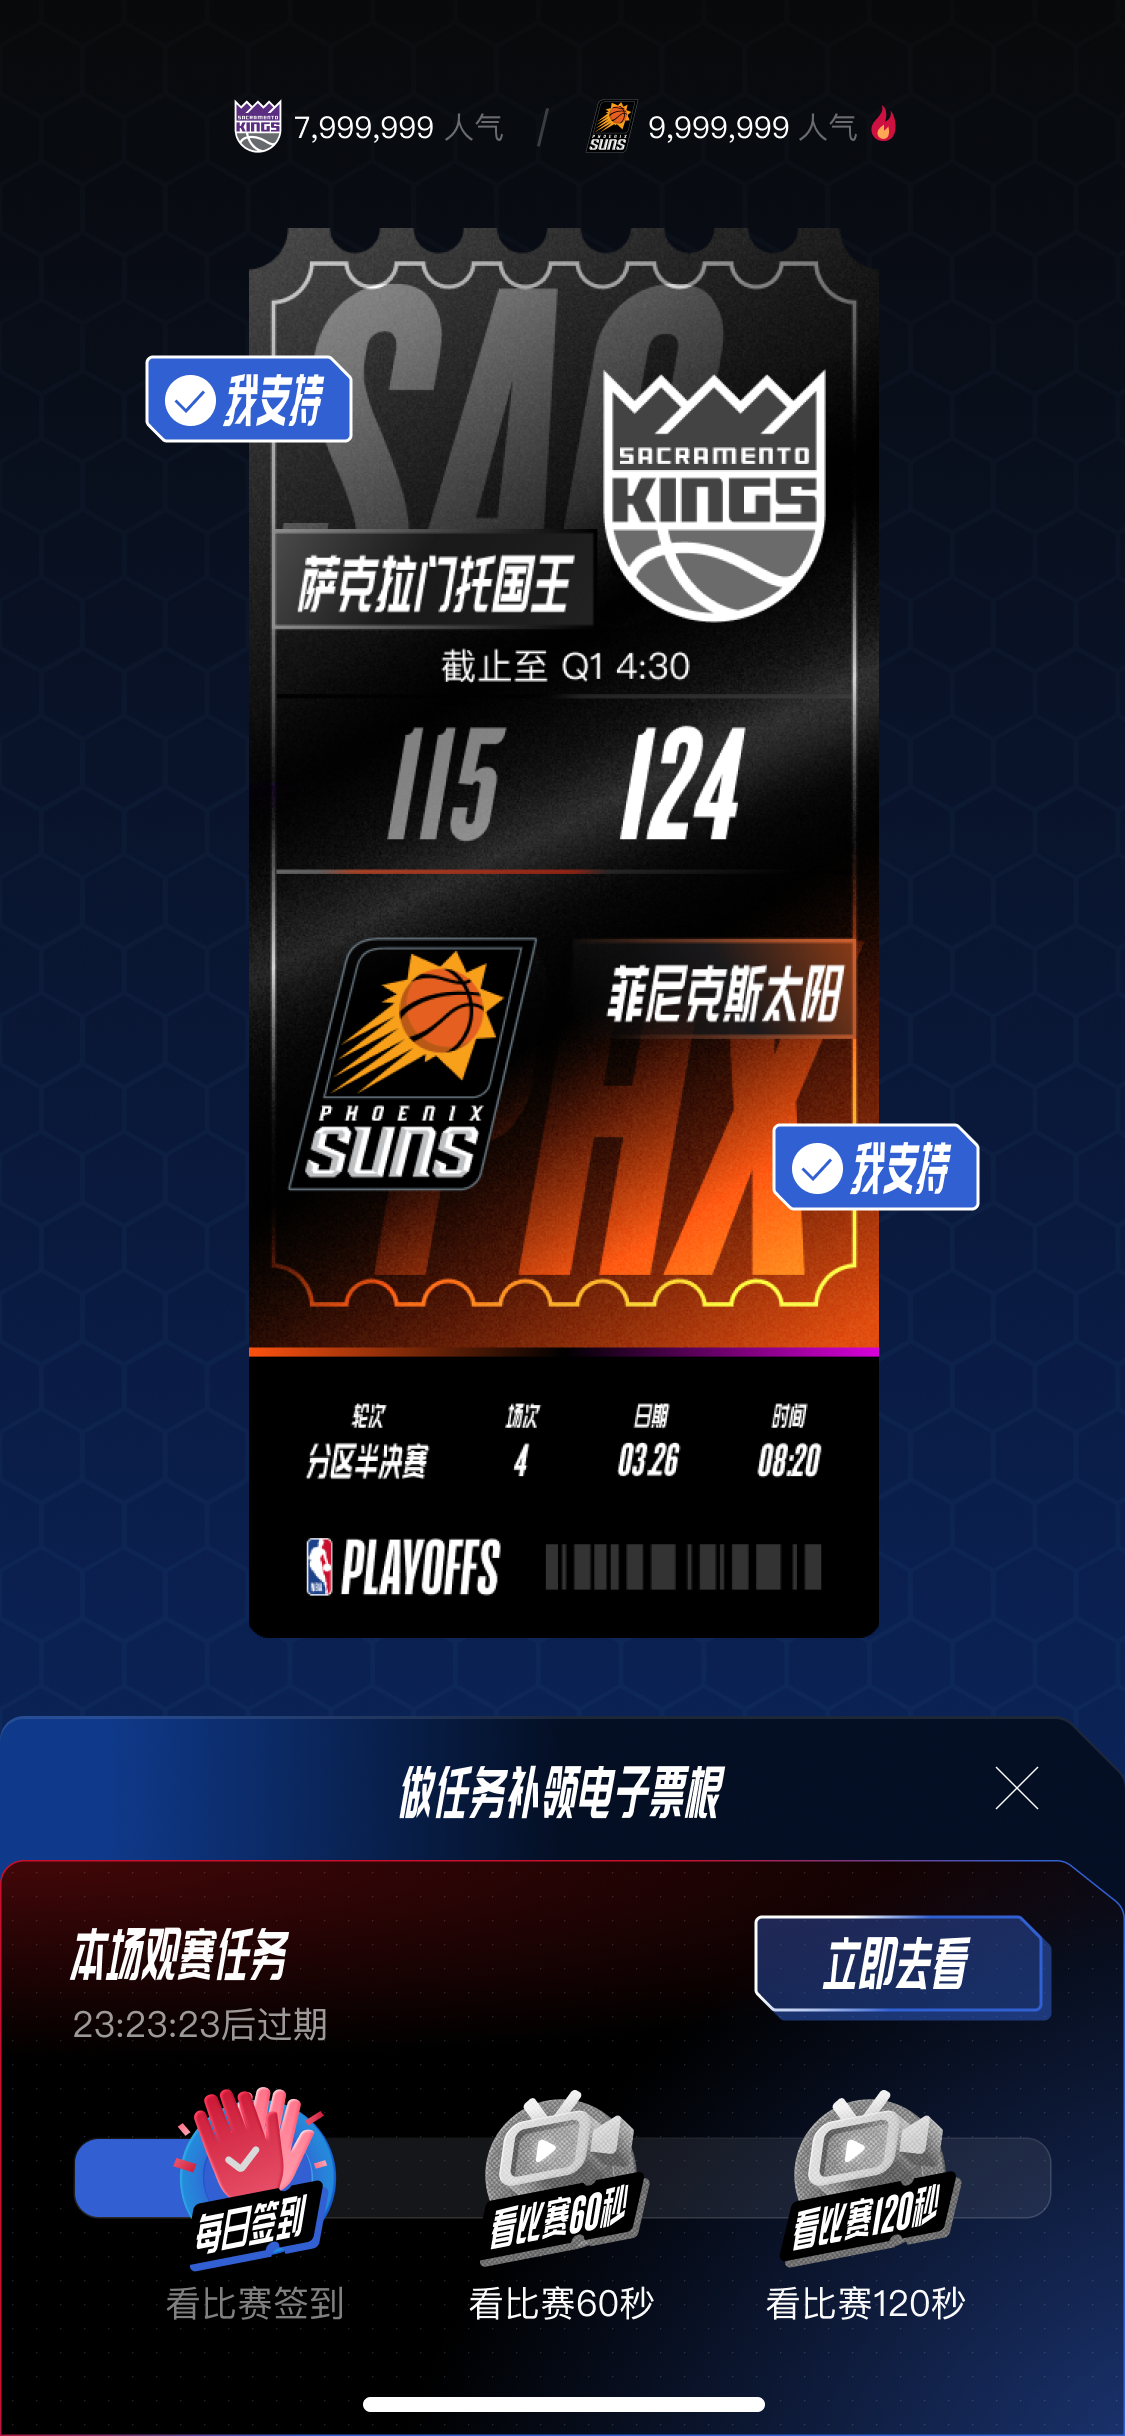 SACRAMENTO
KINGS
7,999,999 人气 / PHOENIX
SUNS
9,999,999 人气
SAC
我支持
SACRAMENTO
KINGS
萨克拉门托国王
截止至 Q1 4:30
115 124
菲尼克斯太阳
PHOENIX
SUNS
PHX
我支持
轮次 场次 日期 时间
分区半决赛 4 03.26 08:20
NBA PLAYOFFS
做任务补领电子票根
本场观赛任务
立即去看
23:23:23后过期
每日签到 看比赛60秒 看比赛120秒
看比赛签到 看比赛60秒 看比赛120秒